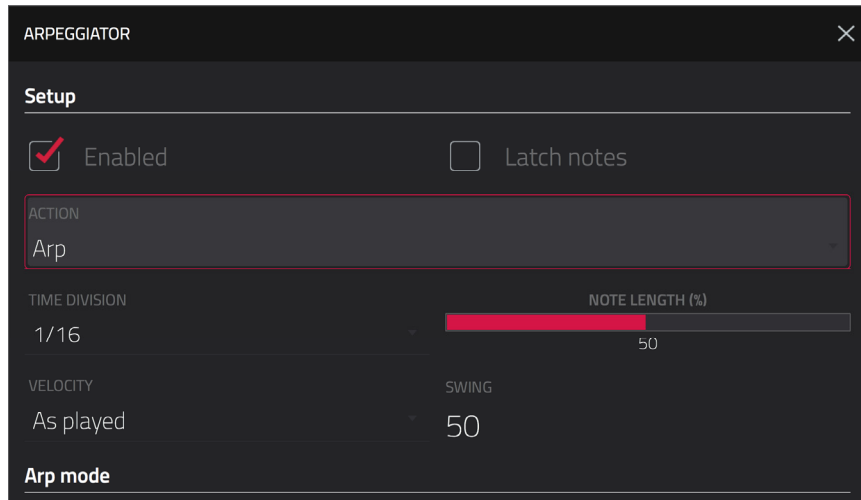 ARPEGGIATOR
Setup
Enabled
Latch notes
ACTION
Arp
TIME DIVISION
NOTE LENGTH (%)
1/16
50
VELOCITY
SWING
As played
50
Arp mode